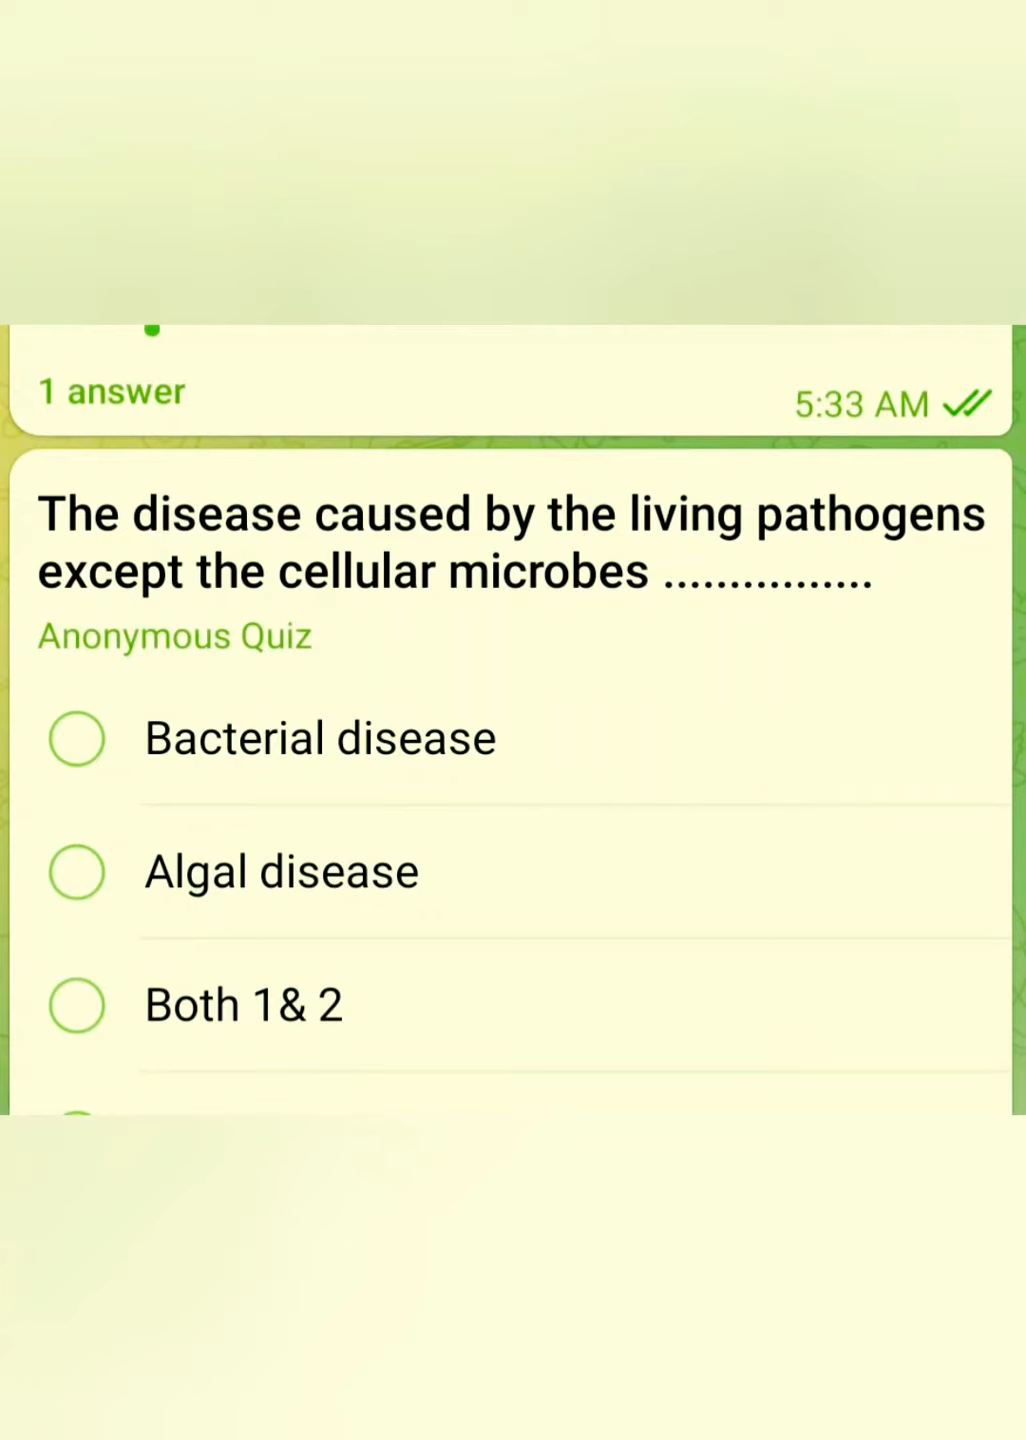 1 answer
5:33 AM
The disease caused by the living pathogens
except the cellular microbes ................
Anonymous Quiz
Bacterial disease
Algal disease
Both 1& 2